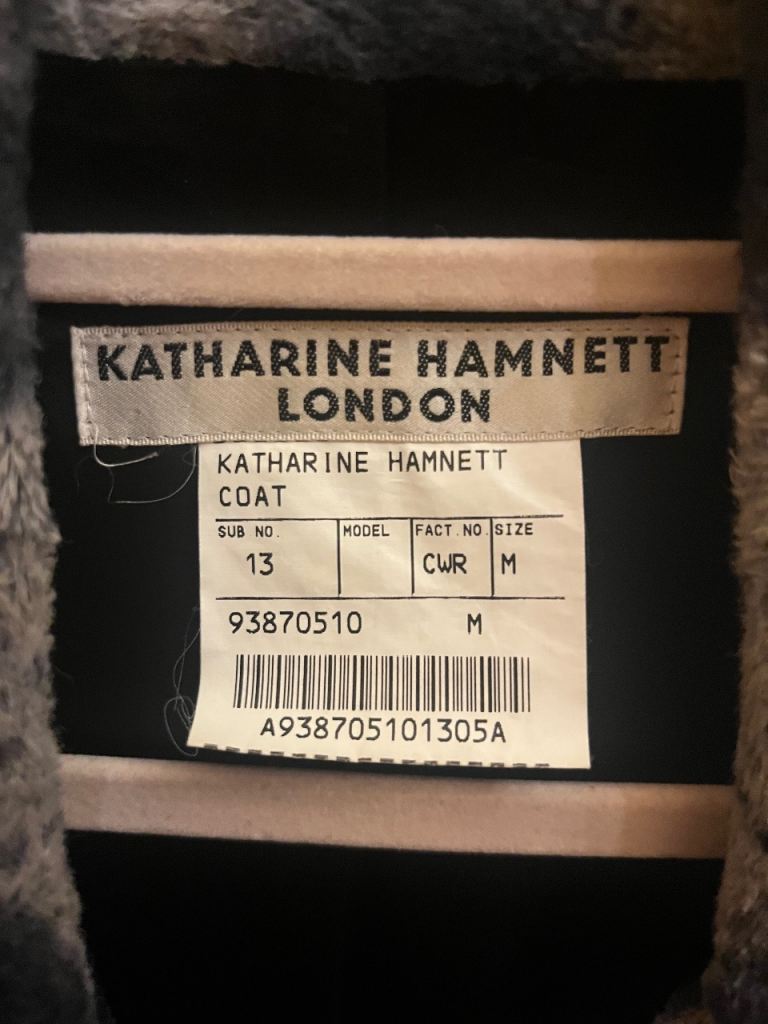 KATHARINE HAMNETT
LONDON
KATHARINE HAMNETT
COAT
SUB NO. MODEL FACT.NO. SIZE
13 CWR M
93870510 M
A938705101305A